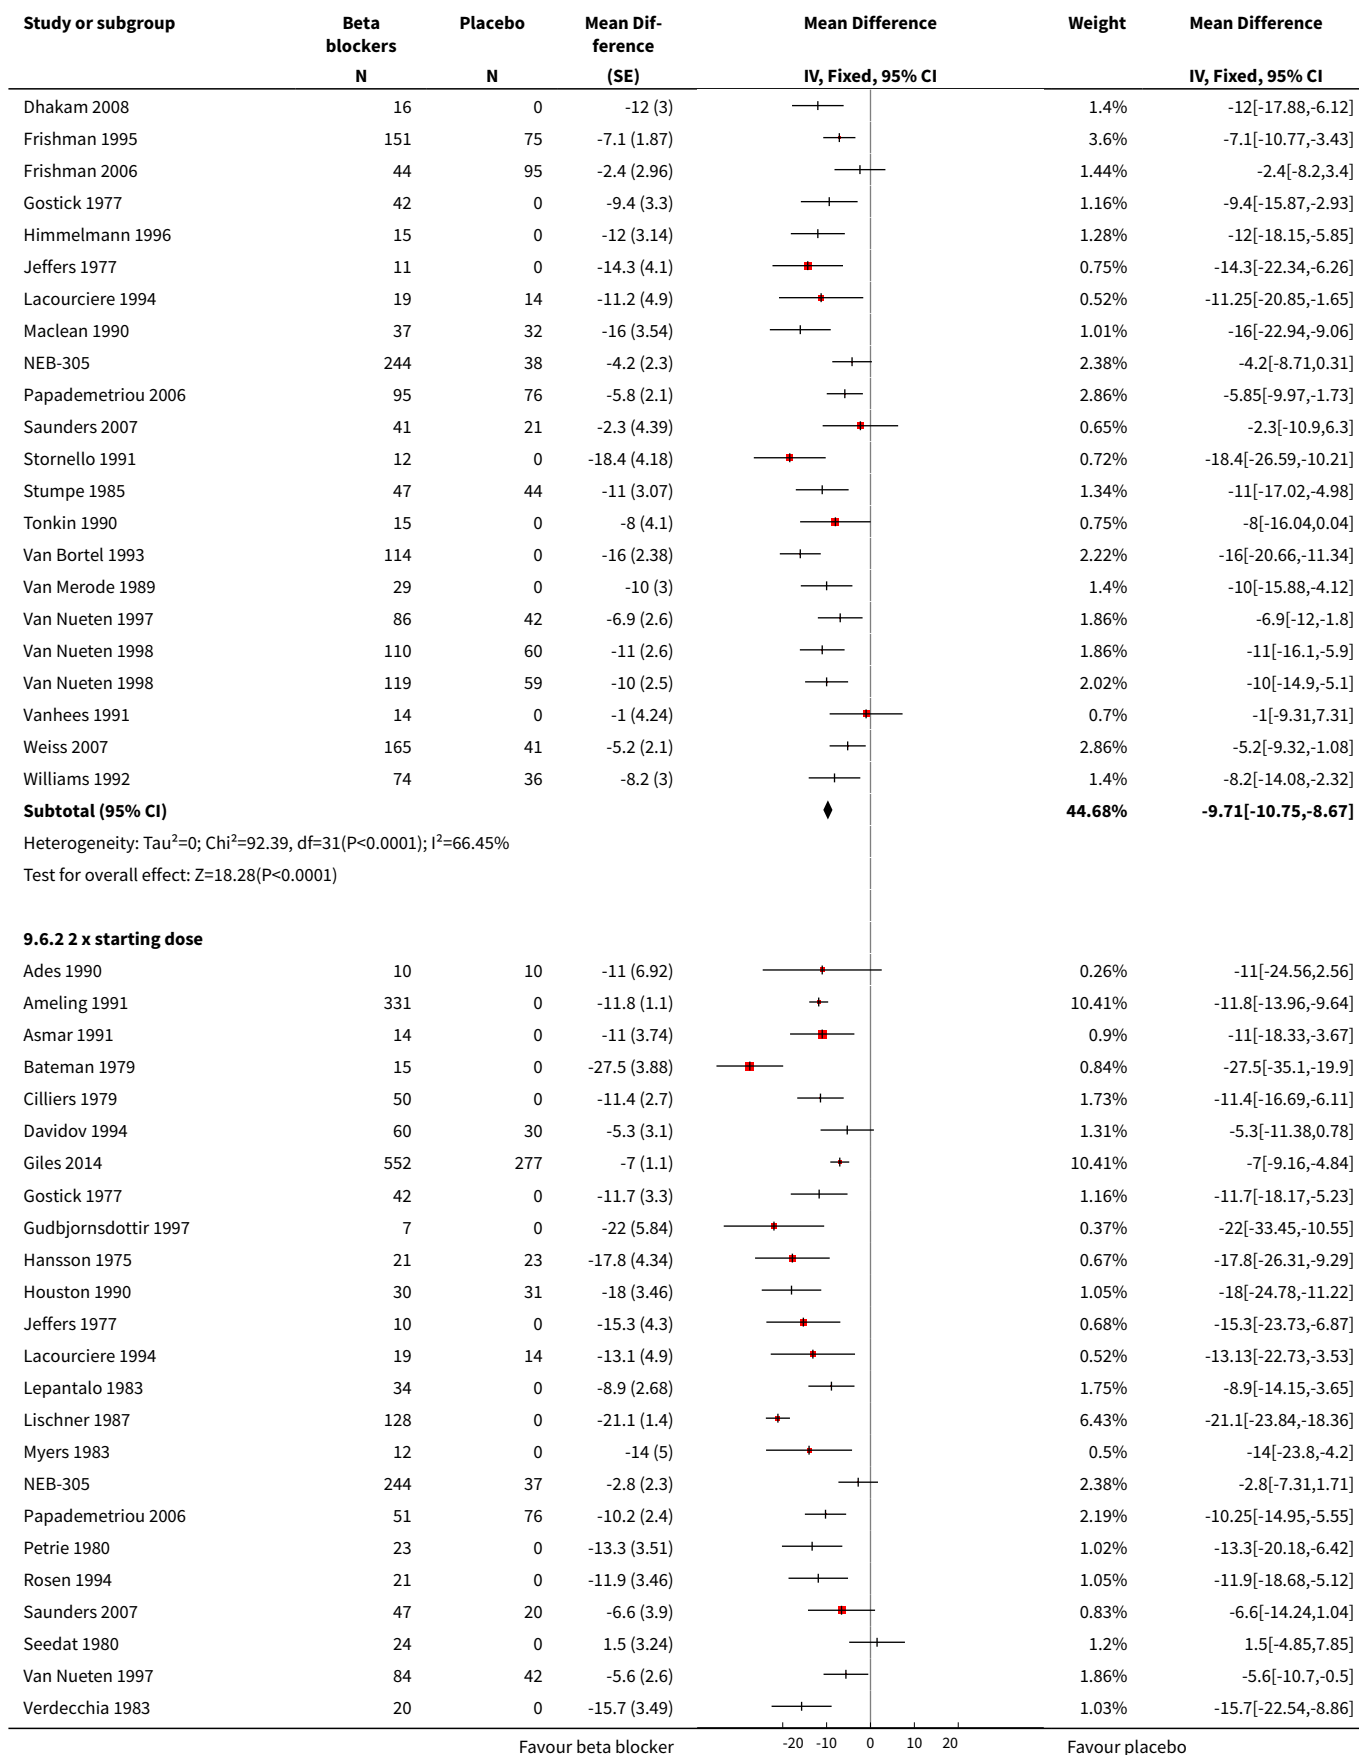 Study or subgroup Beta blockers Placebo Mean Dif- ference Mean Difference Weight Mean Difference
N N (SE) IV, Fixed, 95% CI IV, Fixed, 95% CI
Dhakam 2008 16 0 -12 (3) 1.4% -12[-17.88,-6.12]
Frishman 1995 151 75 -7.1 (1.87) 3.6% -7.1[-10.77,-3.43]
Frishman 2006 44 95 -2.4 (2.96) 1.44% -2.4[-8.2,3.4]
Gostick 1977 42 0 -9.4 (3.3) 1.16% -9.4[-15.87,-2.93]
Himmelmann 1996 15 0 -12 (3.14) 1.28% -12[-18.15,-5.85]
Jeffers 1977 11 0 -14.3 (4.1) 0.75% -14.3[-22.34,-6.26]
Lacourciere 1994 19 14 -11.2 (4.9) 0.52% -11.25[-20.85,-1.65]
Maclean 1990 37 32 -16 (3.54) 1.01% -16[-22.94,-9.06]
NEB-305 244 38 -4.2 (2.3) 2.38% -4.2[-8.71,0.31]
Papademetriou 2006 95 76 -5.8 (2.1) 2.86% -5.85[-9.97,-1.73]
Saunders 2007 41 21 -2.3 (4.39) 0.65% -2.3[-10.9,6.3]
Stornello 1991 12 0 -18.4 (4.18) 0.72% -18.4[-26.59,-10.21]
Stumpe 1985 47 44 -11 (3.07) 1.34% -11[-17.02,-4.98]
Tonkin 1990 15 0 -8 (4.1) 0.75% -8[-16.04,0.04]
Van Bortel 1993 114 0 -16 (2.38) 2.22% -16[-20.66,-11.34]
Van Merode 1989 29 0 -10 (3) 1.4% -10[-15.88,-4.12]
Van Nueten 1997 86 42 -6.9 (2.6) 1.86% -6.9[-12,-1.8]
Van Nueten 1998 110 60 -11 (2.6) 1.86% -11[-16.1,-5.9]
Van Nueten 1998 119 59 -10 (2.5) 2.02% -10[-14.9,-5.1]
Vanhees 1991 14 0 -1 (4.24) 0.7% -1[-9.31,7.31]
Weiss 2007 165 41 -5.2 (2.1) 2.86% -5.2[-9.32,-1.08]
Williams 1992 74 36 -8.2 (3) 1.4% -8.2[-14.08,-2.32]
Subtotal (95% CI) 44.68% -9.71[-10.75,-8.67]
Heterogeneity: Tau²=0; Chi²=92.39, df=31(P<0.0001); I²=66.45%
Test for overall effect: Z=18.28(P<0.0001)
9.6.2 2 x starting dose
Ades 1990 10 10 -11 (6.92) 0.26% -11[-24.56,2.56]
Ameling 1991 331 0 -11.8 (1.1) 10.41% -11.8[-13.96,-9.64]
Asmar 1991 14 0 -11 (3.74) 0.9% -11[-18.33,-3.67]
Bateman 1979 15 0 -27.5 (3.88) 0.84% -27.5[-35.1,-19.9]
Cilliers 1979 50 0 -11.4 (2.7) 1.73% -11.4[-16.69,-6.11]
Davidov 1994 60 30 -5.3 (3.1) 1.31% -5.3[-11.38,0.78]
Giles 2014 552 277 -7 (1.1) 10.41% -7[-9.16,-4.84]
Gostick 1977 42 0 -11.7 (3.3) 1.16% -11.7[-18.17,-5.23]
Gudbjornsdottir 1997 7 0 -22 (5.84) 0.37% -22[-33.45,-10.55]
Hansson 1975 21 23 -17.8 (4.34) 0.67% -17.8[-26.31,-9.29]
Houston 1990 30 31 -18 (3.46) 1.05% -18[-24.78,-11.22]
Jeffers 1977 10 0 -15.3 (4.3) 0.68% -15.3[-23.73,-6.87]
Lacourciere 1994 19 14 -13.1 (4.9) 0.52% -13.13[-22.73,-3.53]
Lepantalo 1983 34 0 -8.9 (2.68) 1.75% -8.9[-14.15,-3.65]
Lischner 1987 128 0 -21.1 (1.4) 6.43% -21.1[-23.84,-18.36]
Myers 1983 12 0 -14 (5) 0.5% -14[-23.8,-4.2]
NEB-305 244 37 -2.8 (2.3) 2.38% -2.8[-7.31,1.71]
Papademetriou 2006 51 76 -10.2 (2.4) 2.19% -10.25[-14.95,-5.55]
Petrie 1980 23 0 -13.3 (3.51) 1.02% -13.3[-20.18,-6.42]
Rosen 1994 21 0 -11.9 (3.46) 1.05% -11.9[-18.68,-5.12]
Saunders 2007 47 20 -6.6 (3.9) 0.83% -6.6[-14.24,1.04]
Seedat 1980 24 0 1.5 (3.24) 1.2% 1.5[-4.85,7.85]
Van Nueten 1997 84 42 -5.6 (2.6) 1.86% -5.6[-10.7,-0.5]
Verdecchia 1983 20 0 -15.7 (3.49) 1.03% -15.7[-22.54,-8.86]
Favour beta blocker -20 -10 0 10 20 Favour placebo